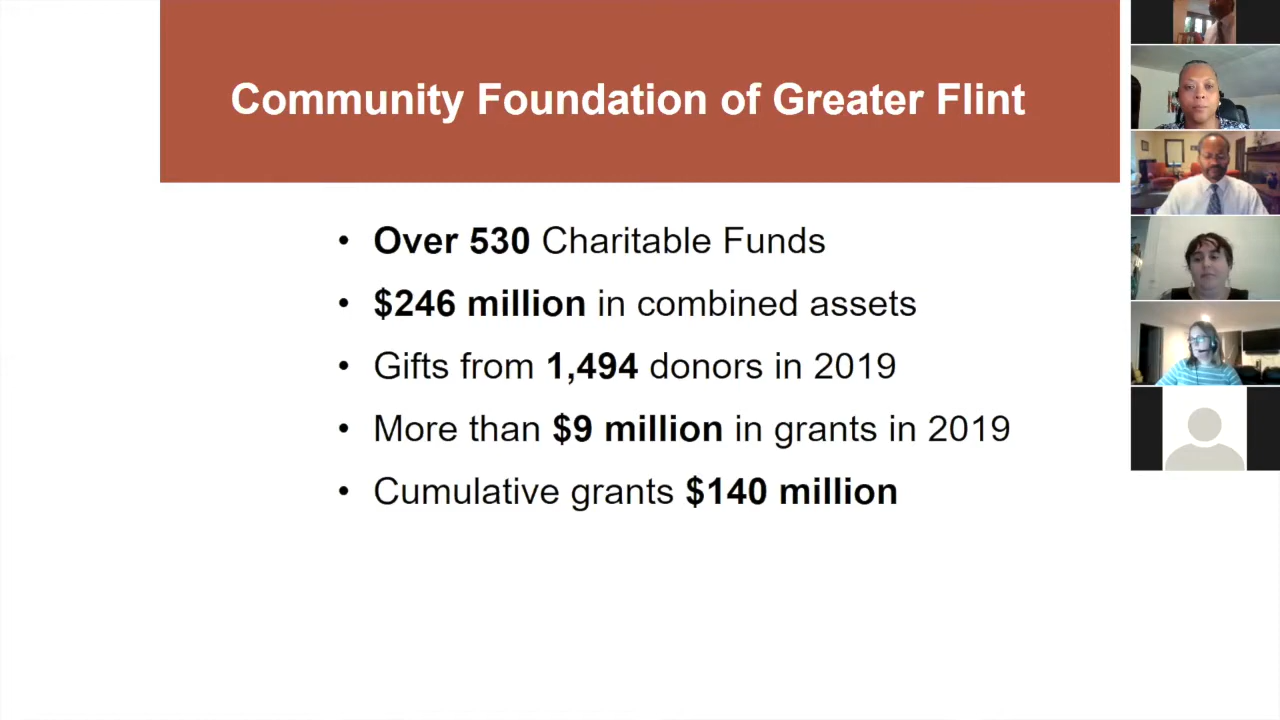 Community Foundation of Greater Flint
• Over 530 Charitable Funds
• $246 million in combined assets
• Gifts from 1,494 donors in 2019
• More than $9 million in grants in 2019
• Cumulative grants $140 million